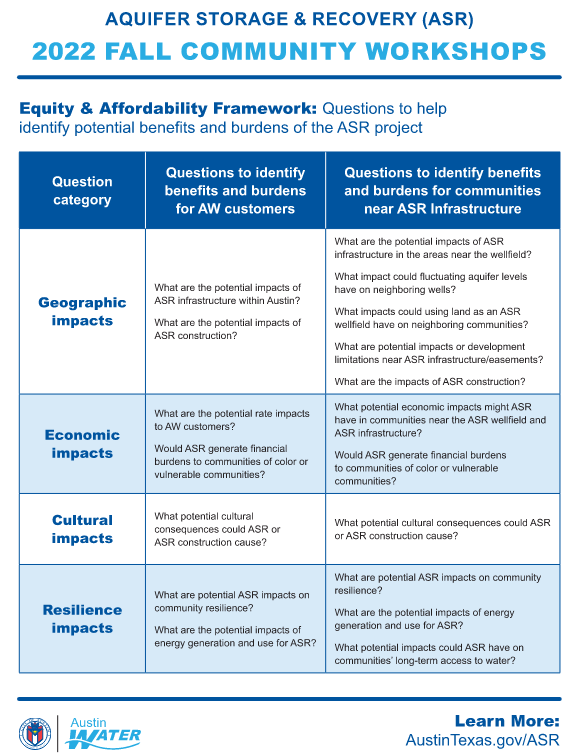 AQUIFER STORAGE & RECOVERY (ASR)
2022 FALL COMMUNITY WORKSHOPS
Equity & Affordability Framework: Questions to help
identify potential benefits and burdens of the ASR project
Question
category
Questions to identify
benefits and burdens
for AW customers
Questions to identify benefits
and burdens for communities
near ASR Infrastructure
Geographic
impacts
What are the potential impacts of
ASR infrastructure within Austin?
What are the potential impacts of
ASR construction?
What are the potential impacts of ASR
infrastructure in the areas near the wellfield?
What impact could fluctuating aquifer levels
have on neighboring wells?
What impacts could using land as an ASR
wellfield have on neighboring communities?
What are potential impacts or development
limitations near ASR infrastructure/easements?
What are the impacts of ASR construction?
Economic
impacts
What are the potential rate impacts
to AW customers?
Would ASR generate financial
burdens to communities of color or
vulnerable communities?
What potential economic impacts might ASR
have in communities near the ASR wellfield and
ASR infrastructure?
Would ASR generate financial burdens
to communities of color or vulnerable
communities?
Cultural
impacts
What potential cultural
consequences could ASR or
ASR construction cause?
What potential cultural consequences could ASR
or ASR construction cause?
Resilience
impacts
What are potential ASR impacts on
community resilience?
What are the potential impacts of
energy generation and use for ASR?
What are potential ASR impacts on community
resilience?
What are the potential impacts of energy
generation and use for ASR?
What potential impacts could ASR have on
communities' long-term access to water?
Austin
WATER
Learn More:
AustinTexas.gov/ASR